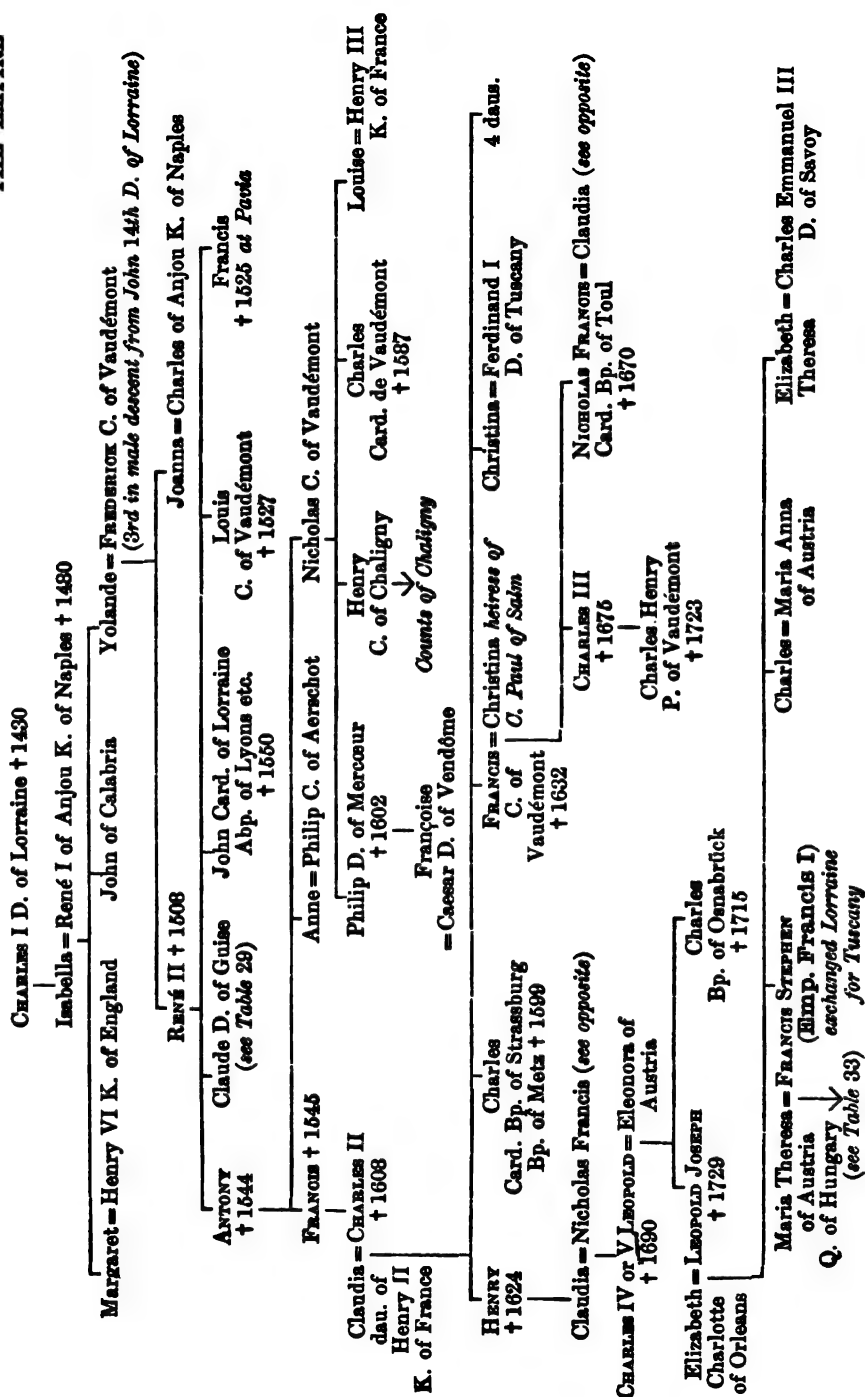 CHARLES I D. of Lorraine † 1430
Isabella = René I of Anjou K. of Naples † 1480
Margaret = Henry VI K. of England
John of Calabria
Yolande = FREDERICK C. of Vaudémont
(3rd in male descent from John 14th D. of Lorraine)
RENÉ II † 1508
Joanna = Charles of Anjou K. of Naples
ANTONY
† 1544
Claude D. of Guise
(see Table 29)
John Card. of Lorraine
Abp. of Lyons etc.
† 1550
Louis
C. of Vaudémont
† 1527
Francis
† 1525 at Pavia
FRANCIS † 1545
Anne = Philip C. of Aerschot
Nicholas C. of Vaudémont
Claudia = CHARLES II
dau. of
† 1608
Henry II
K. of France
Philip D. of Mercœur
† 1602
Françoise
= Caesar D. of Vendôme
Henry
C. of Chaligny
Counts of Chaligny
Charles
Card. de Vaudémont
† 1587
Louise = Henry III
K. of France
HENRY
† 1624
Charles
Card. Bp. of Strassburg
Bp. of Metz † 1599
FRANCIS = Christina heiress of
C. of
C. Paul of Salm
Vaudémont
† 1632
Christina = Ferdinand I
D. of Tuscany
4 daus.
Claudia = Nicholas Francis (see opposite)
CHARLES III
† 1675
Charles Henry
P. of Vaudémont
† 1723
NICHOLAS FRANCIS = Claudia (see opposite)
Card. Bp. of Toul
† 1670
CHARLES IV or V LEOPOLD = Eleonora of
† 1690
Austria
Elizabeth = LEOPOLD JOSEPH
Charlotte
† 1729
of Orleans
Charles
Bp. of Osnabrück
† 1715
Maria Theresa = FRANCIS STEPHEN
of Austria
(Emp. Francis I)
Q. of Hungary
exchanged Lorraine
(see Table 33)
for Tuscany
Charles = Maria Anna
of Austria
Elizabeth = Charles Emmanuel III
Theresa
D. of Savoy